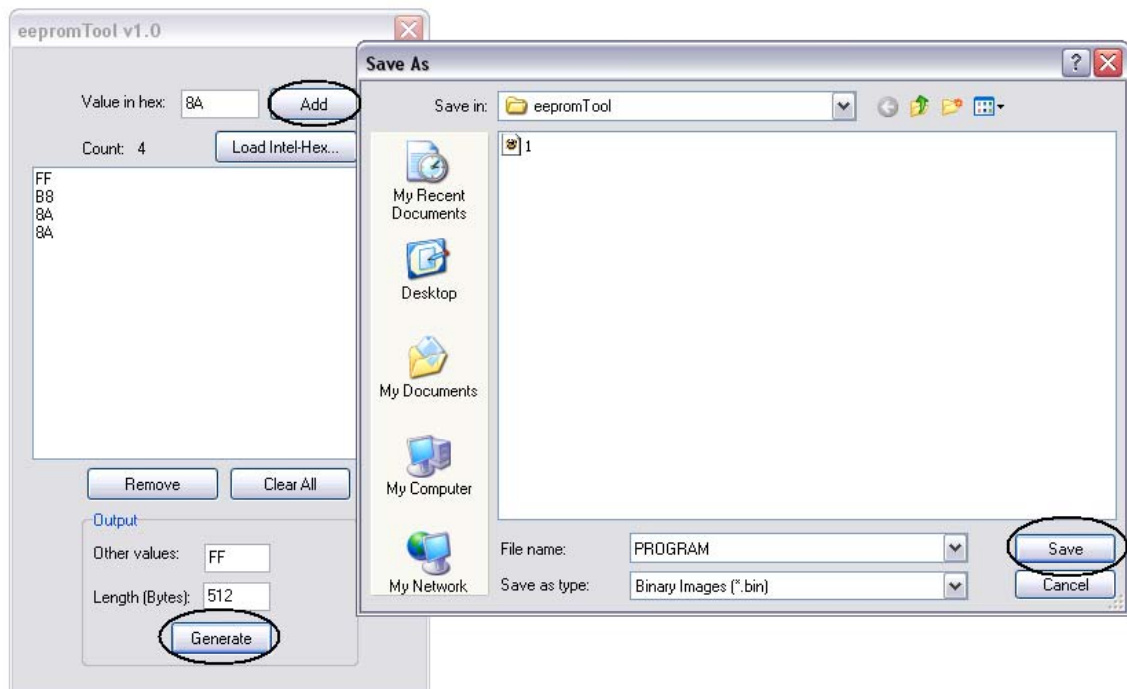 eepromTool v1.0
Value in hex: 8A Add
Count: 4 Load Intel-Hex...
FF
B8
8A
8A
Remove Clear All
Output
Other values: FF
Length (Bytes): 512
Generate
Save As
Save in: eepromTool
1
My Recent
Documents
Desktop
My Documents
My Computer
My Network
File name: PROGRAM Save
Save as type: Binary Images (*.bin) Cancel